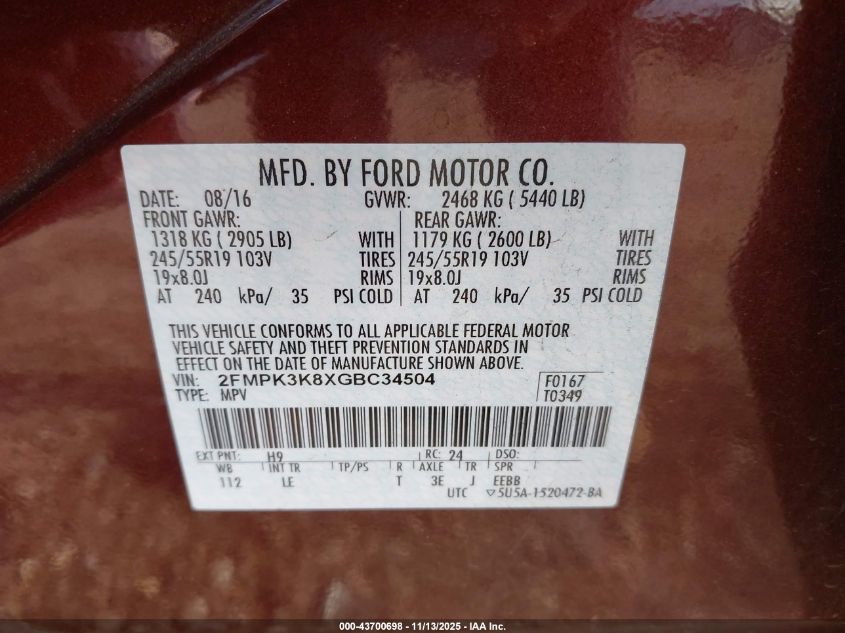 MFD. BY FORD MOTOR CO.
DATE: 08/16 GVWR: 2468 KG ( 5440 LB)
FRONT GAWR: REAR GAWR:
1318 KG ( 2905 LB) WITH 1179 KG ( 2600 LB) WITH
245/55R19 103V TIRES 245/55R19 103V TIRES
19x8.0J RIMS 19x8.0J RIMS
AT 240 kPa/ 35 PSI COLD AT 240 kPa/ 35 PSI COLD
THIS VEHICLE CONFORMS TO ALL APPLICABLE FEDERAL MOTOR
VEHICLE SAFETY AND THEFT PREVENTION STANDARDS IN
EFFECT ON THE DATE OF MANUFACTURE SHOWN ABOVE.
VIN: 2FMPK3K8XGBC34504 F0167
TYPE: MPV T0349
EXT PNT: H9 RC: 24 DSO:
WB INT TR TP/PS R AXLE TR SPR
112 LE T 3E J EEBB
UTC ▽5U5A-1520472-BA
000-43700698 - 11/13/2025 - IAA Inc.